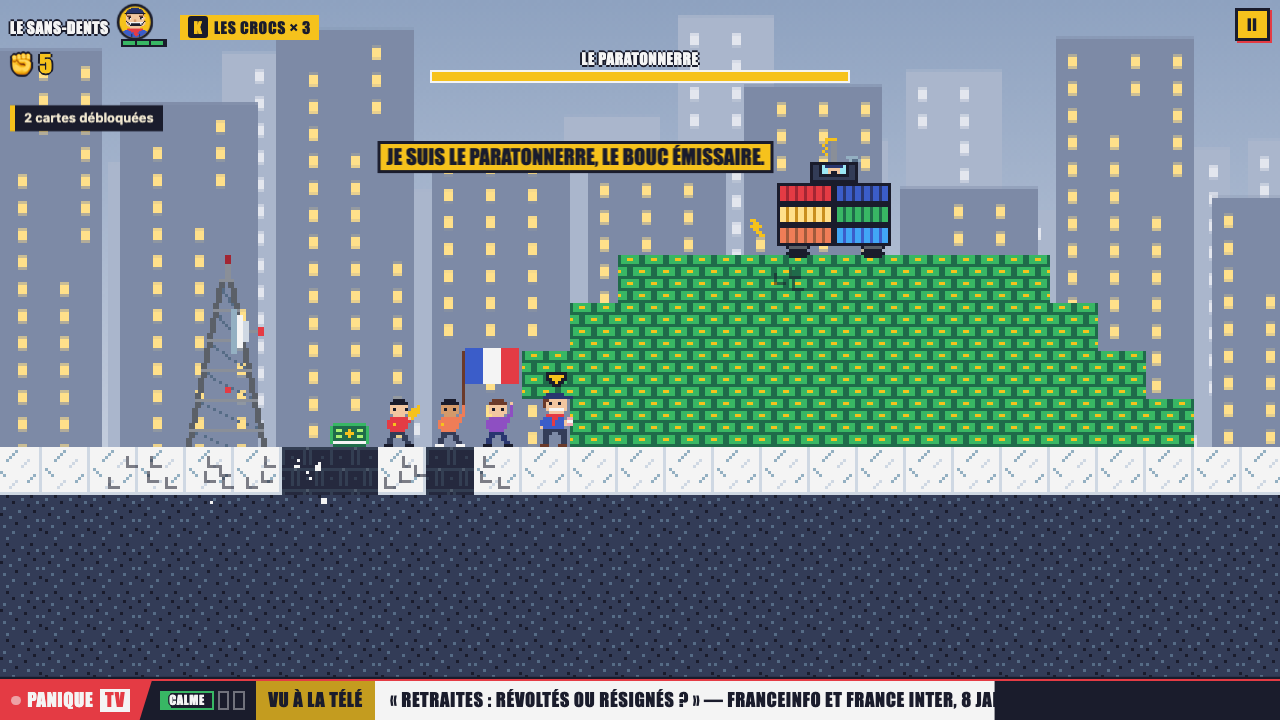 LE SANS-DENTS
K LES CROCS × 3
5
LE PARATONNERRE
2 cartes débloquées
JE SUIS LE PARATONNERRE, LE BOUC ÉMISSAIRE.
PANIQUE TV
CALME
VU À LA TÉLÉ
« RETRAITES : RÉVOLTÉS OU RÉSIGNÉS ? » — FRANCEINFO ET FRANCE INTER, 8 JA